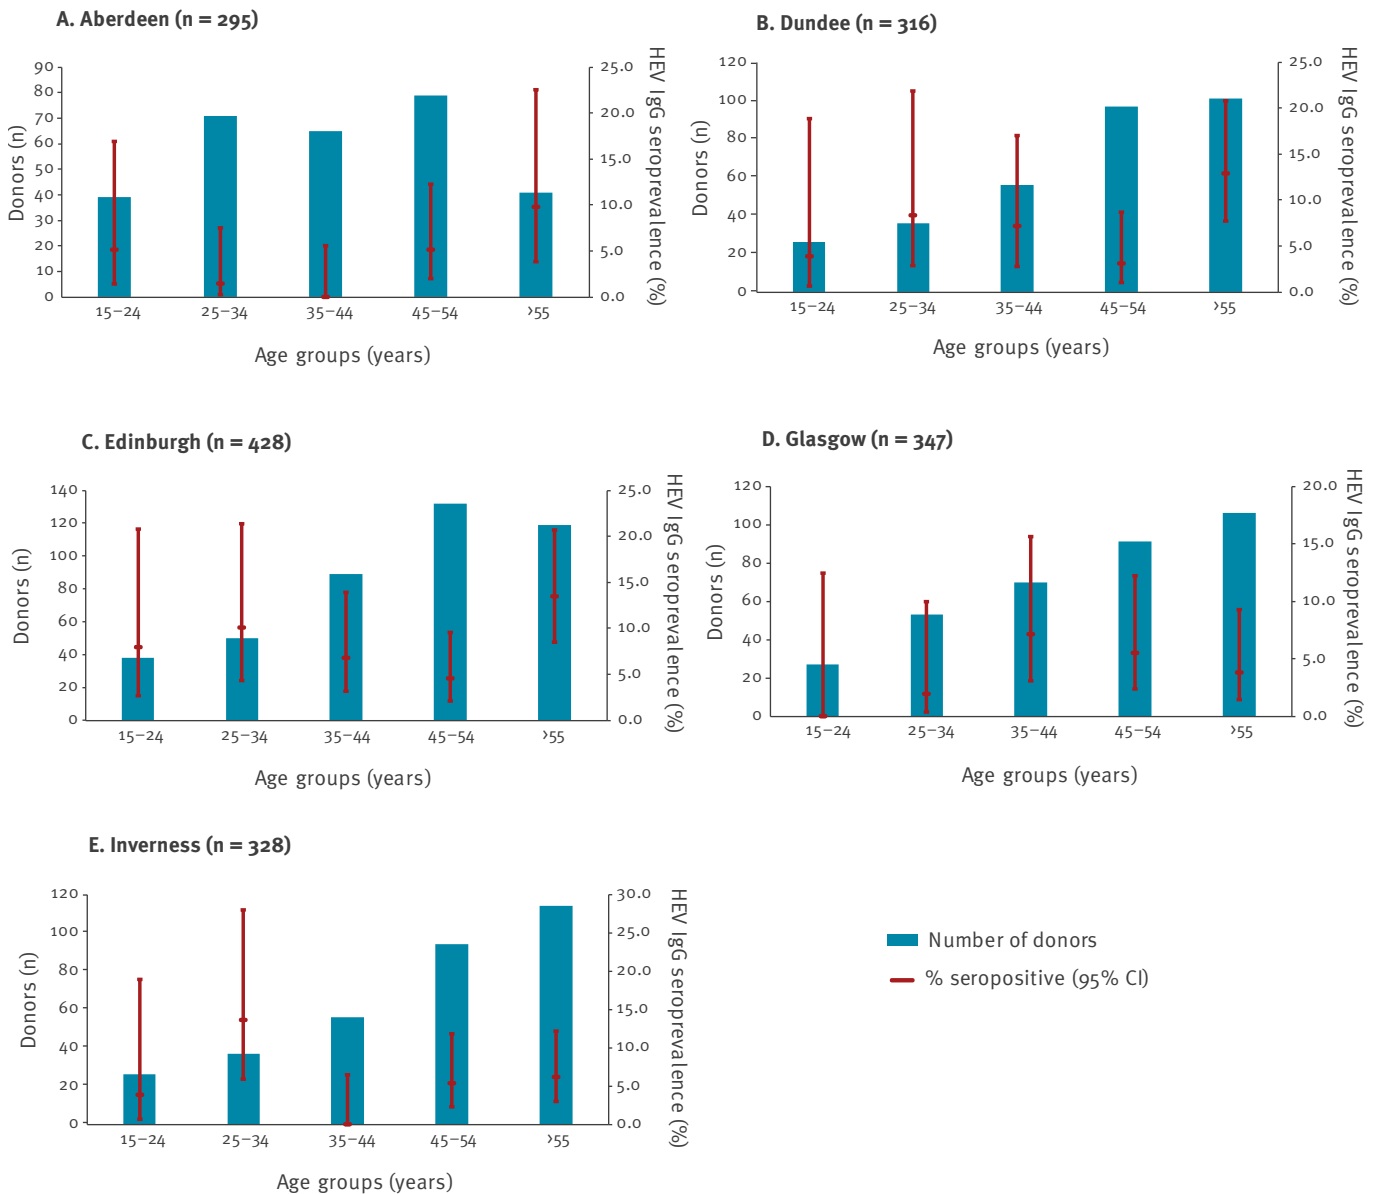 A. Aberdeen (n = 295)
Donors (n)
90
80
70
60
50
40
30
20
10
0
25.0
20.0
15.0
10.0
5.0
0.0
HEV IgG seroprevalence (%)
15–24 25–34 35–44 45–54 >55
Age groups (years)
B. Dundee (n = 316)
Donors (n)
120
100
80
60
40
20
0
25.0
20.0
15.0
10.0
5.0
0.0
HEV IgG seroprevalence (%)
15–24 25–34 35–44 45–54 >55
Age groups (years)
C. Edinburgh (n = 428)
Donors (n)
140
120
100
80
60
40
20
0
25.0
20.0
15.0
10.0
5.0
0.0
HEV IgG seroprevalence (%)
15–24 25–34 35–44 45–54 >55
Age groups (years)
D. Glasgow (n = 347)
Donors (n)
120
100
80
60
40
20
0
20.0
15.0
10.0
5.0
0.0
HEV IgG seroprevalence (%)
15–24 25–34 35–44 45–54 >55
Age groups (years)
E. Inverness (n = 328)
Donors (n)
120
100
80
60
40
20
0
30.0
25.0
20.0
15.0
10.0
5.0
0.0
HEV IgG seroprevalence (%)
15–24 25–34 35–44 45–54 >55
Age groups (years)
Number of donors
% seropositive (95% CI)